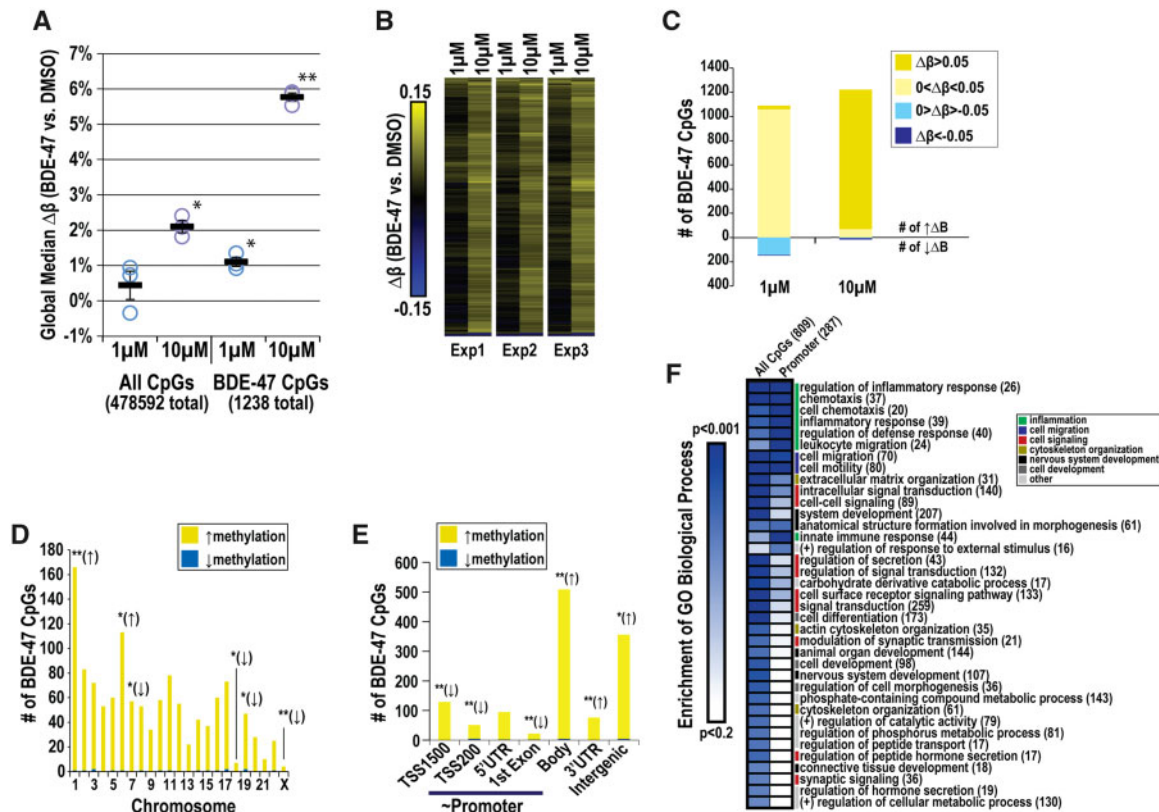 A
Global Median Δβ (BDE-47 vs. DMSO)
7%
6%
5%
4%
3%
2%
1%
0%
-1%
*
**
*
1µM
10µM
1µM
10µM
All CpGs
(478592 total)
BDE-47 CpGs
(1238 total)
B
1µM
10µM
1µM
10µM
1µM
10µM
0.15
-0.15
Δβ (BDE-47 vs. DMSO)
Exp1
Exp2
Exp3
C
# of BDE-47 CpGs
1400
1200
1000
800
600
400
200
0
200
400
Δβ>0.05
0<Δβ<0.05
0>Δβ>-0.05
Δβ<-0.05
# of ↑ΔB
# of ↓ΔB
1µM
10µM
D
# of BDE-47 CpGs
180
160
140
120
100
80
60
40
20
0
↑methylation
↓methylation
**(↑)
*(↑)
**(↓)
*(↓)
*(↓)
**(↓)
1 3 5 7 9 11 13 15 17 19 21 X
Chromosome
E
# of BDE-47 CpGs
600
500
400
300
200
100
0
↑methylation
↓methylation
**(↓)
**(↓)
**(↓)
**(↑)
**(↑)
*(↑)
TSS1500
TSS200
5'UTR
1st Exon
Body
3'UTR
Intergenic
~Promoter
F
All CpGs (809)
Promoter (287)
Enrichment of GO Biological Process
p<0.001
p<0.2
regulation of inflammatory response (26)
chemotaxis (37)
cell chemotaxis (20)
inflammatory response (39)
regulation of defense response (40)
leukocyte migration (24)
cell migration (70)
cell motility (80)
extracellular matrix organization (31)
intracellular signal transduction (140)
cell-cell signaling (89)
system development (207)
anatomical structure formation involved in morphogenesis (61)
innate immune response (44)
(+) regulation of response to external stimulus (16)
regulation of secretion (43)
regulation of signal transduction (132)
carbohydrate derivative catabolic process (17)
cell surface receptor signaling pathway (133)
signal transduction (259)
cell differentiation (173)
actin cytoskeleton organization (35)
modulation of synaptic transmission (21)
animal organ development (144)
cell development (98)
nervous system development (107)
regulation of cell morphogenesis (36)
phosphate-containing compound metabolic process (143)
cytoskeleton organization (61)
(+) regulation of catalytic activity (79)
regulation of phosphorus metabolic process (81)
regulation of peptide transport (17)
regulation of peptide hormone secretion (17)
connective tissue development (18)
synaptic signaling (36)
regulation of hormone secretion (19)
(+) regulation of cellular metabolic process (130)
inflammation
cell migration
cell signaling
cytoskeleton organization
nervous system development
cell development
other